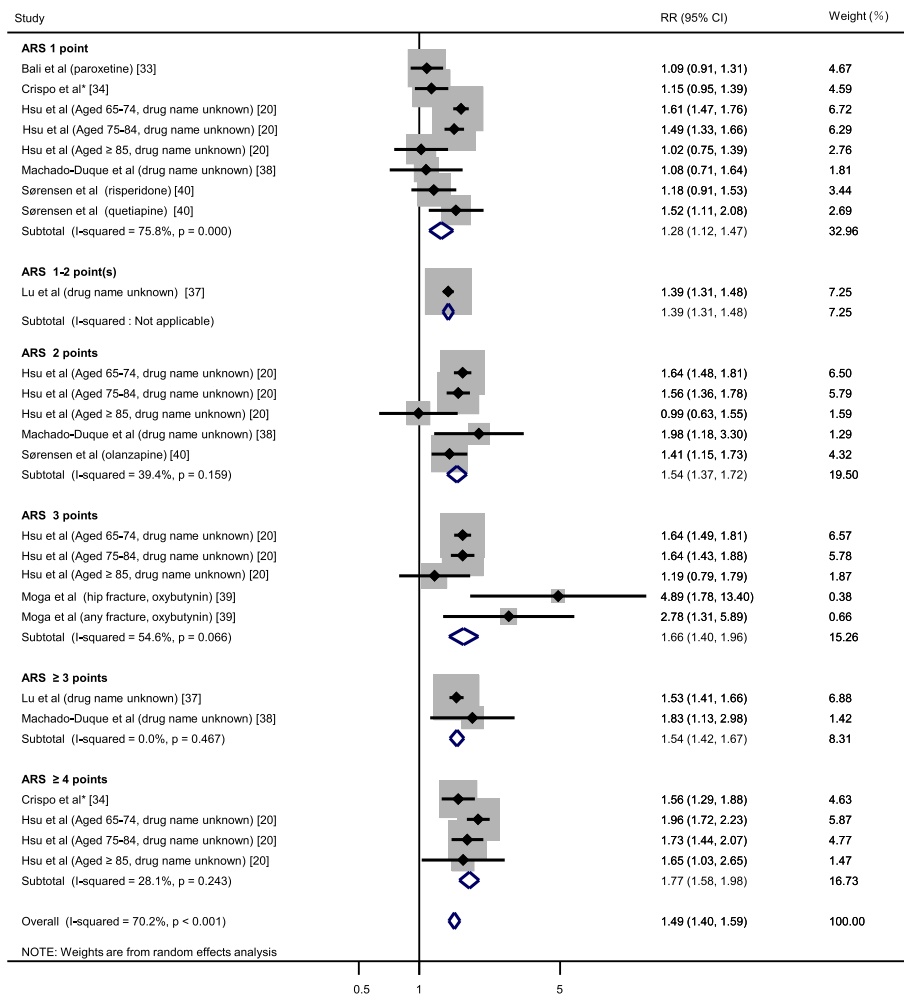 Study RR (95% CI) Weight (%)
ARS 1 point
Bali et al (paroxetine) [33] 1.09 (0.91, 1.31) 4.67
Crispo et al* [34] 1.15 (0.95, 1.39) 4.59
Hsu et al (Aged 65-74, drug name unknown) [20] 1.61 (1.47, 1.76) 6.72
Hsu et al (Aged 75-84, drug name unknown) [20] 1.49 (1.33, 1.66) 6.29
Hsu et al (Aged ≥ 85, drug name unknown) [20] 1.02 (0.75, 1.39) 2.76
Machado-Duque et al (drug name unknown) [38] 1.08 (0.71, 1.64) 1.81
Sørensen et al (risperidone) [40] 1.18 (0.91, 1.53) 3.44
Sørensen et al (quetiapine) [40] 1.52 (1.11, 2.08) 2.69
Subtotal (I-squared = 75.8%, p = 0.000) 1.28 (1.12, 1.47) 32.96
ARS 1-2 point(s)
Lu et al (drug name unknown) [37] 1.39 (1.31, 1.48) 7.25
Subtotal (I-squared : Not applicable) 1.39 (1.31, 1.48) 7.25
ARS 2 points
Hsu et al (Aged 65-74, drug name unknown) [20] 1.64 (1.48, 1.81) 6.50
Hsu et al (Aged 75-84, drug name unknown) [20] 1.56 (1.36, 1.78) 5.79
Hsu et al (Aged ≥ 85, drug name unknown) [20] 0.99 (0.63, 1.55) 1.59
Machado-Duque et al (drug name unknown) [38] 1.98 (1.18, 3.30) 1.29
Sørensen et al (olanzapine) [40] 1.41 (1.15, 1.73) 4.32
Subtotal (I-squared = 39.4%, p = 0.159) 1.54 (1.37, 1.72) 19.50
ARS 3 points
Hsu et al (Aged 65-74, drug name unknown) [20] 1.64 (1.49, 1.81) 6.57
Hsu et al (Aged 75-84, drug name unknown) [20] 1.64 (1.43, 1.88) 5.78
Hsu et al (Aged ≥ 85, drug name unknown) [20] 1.19 (0.79, 1.79) 1.87
Moga et al (hip fracture, oxybutynin) [39] 4.89 (1.78, 13.40) 0.38
Moga et al (any fracture, oxybutynin) [39] 2.78 (1.31, 5.89) 0.66
Subtotal (I-squared = 54.6%, p = 0.066) 1.66 (1.40, 1.96) 15.26
ARS ≥ 3 points
Lu et al (drug name unknown) [37] 1.53 (1.41, 1.66) 6.88
Machado-Duque et al (drug name unknown) [38] 1.83 (1.13, 2.98) 1.42
Subtotal (I-squared = 0.0%, p = 0.467) 1.54 (1.42, 1.67) 8.31
ARS ≥ 4 points
Crispo et al* [34] 1.56 (1.29, 1.88) 4.63
Hsu et al (Aged 65-74, drug name unknown) [20] 1.96 (1.72, 2.23) 5.87
Hsu et al (Aged 75-84, drug name unknown) [20] 1.73 (1.44, 2.07) 4.77
Hsu et al (Aged ≥ 85, drug name unknown) [20] 1.65 (1.03, 2.65) 1.47
Subtotal (I-squared = 28.1%, p = 0.243) 1.77 (1.58, 1.98) 16.73
Overall (I-squared = 70.2%, p < 0.001) 1.49 (1.40, 1.59) 100.00
NOTE: Weights are from random effects analysis
0.5 1 5